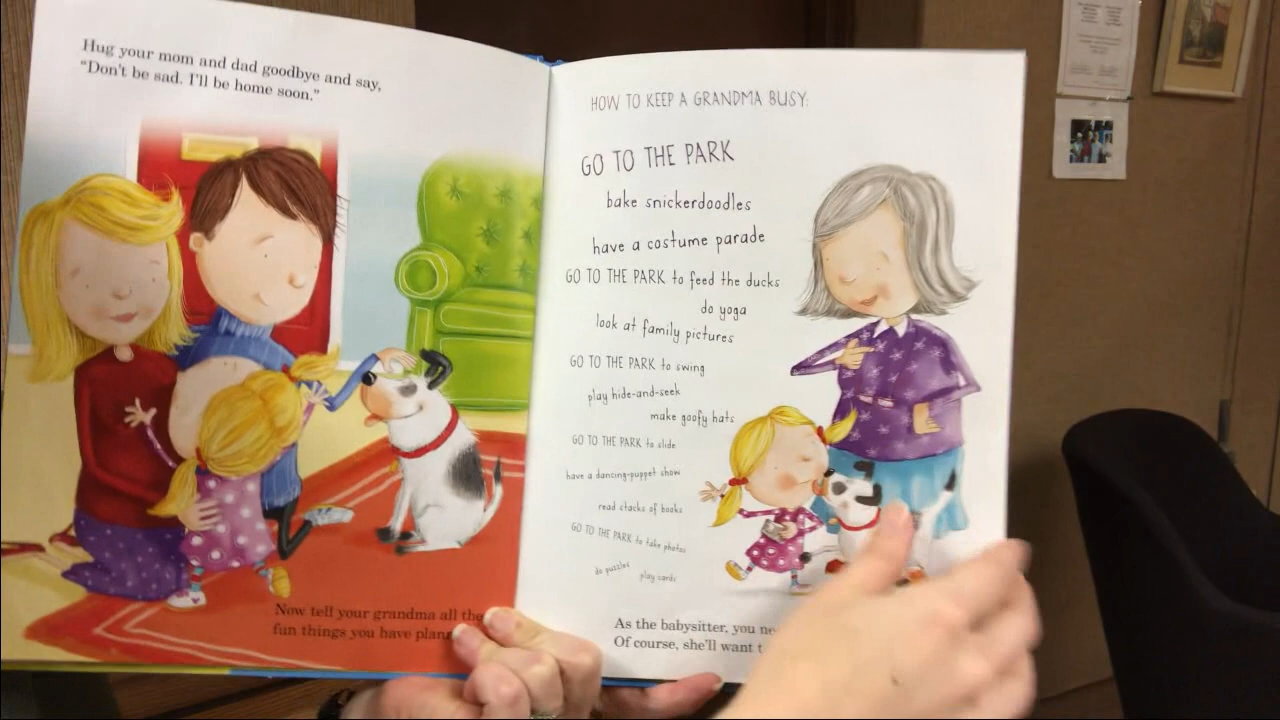 Hug your mom and dad goodbye and say,
"Don't be sad. I'll be home soon."
Now tell your grandma all the
fun things you have
HOW TO KEEP A GRANDMA BUSY:
GO TO THE PARK
bake snickerdoodles
have a costume parade
GO TO THE PARK to feed the ducks
do yoga
look at family pictures
GO TO THE PARK to swing
play hide-and-seek
make goofy hats
GO TO THE PARK to slide
have a dancing-puppet show
read stacks of books
GO TO THE PARK to take photos
do puzzles
play cards
As the babysitter, you
Of course, she'll want